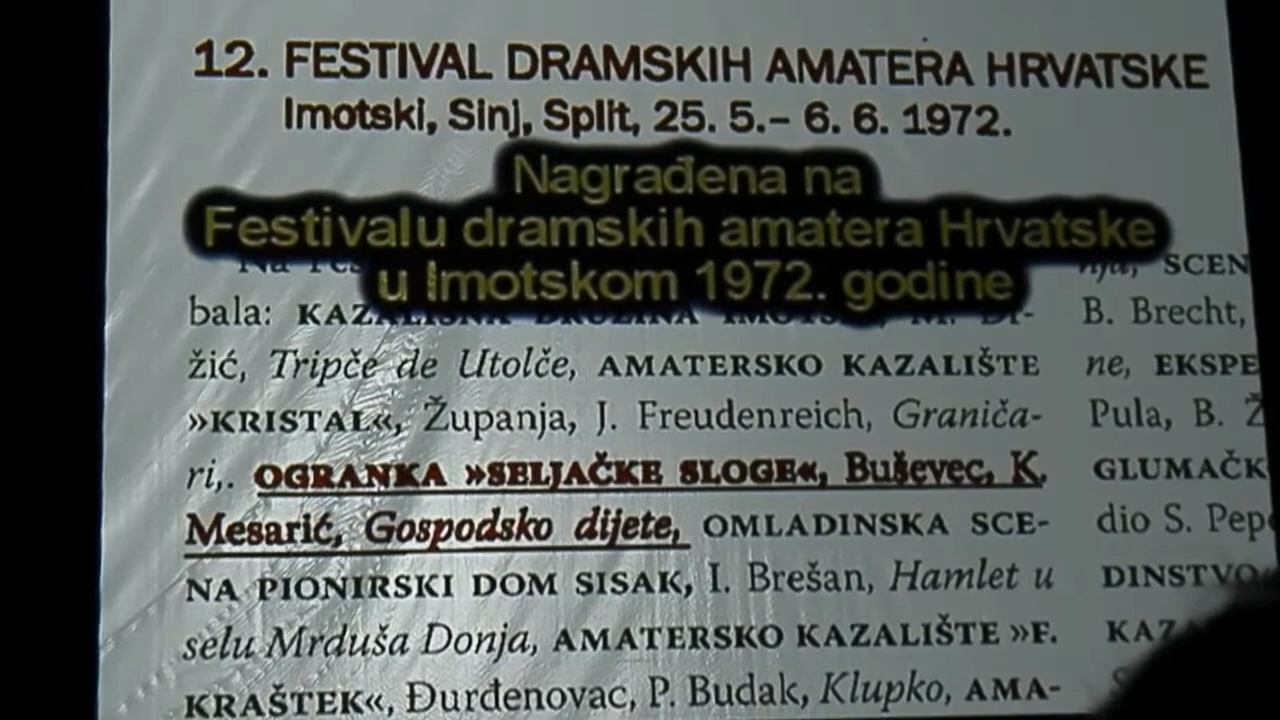 12. FESTIVAL DRAMSKIH AMATERA HRVATSKE
Imotski, Sinj, Split, 25. 5.– 6. 6. 1972.
Nagrađena na
Festivalu dramskih amatera Hrvatske
u Imotskom 1972. godine
Na
bala: KAZALIŠNA DRUŽINA M. Dr-
žić, Tripče de Utolče, AMATERSKO KAZALIŠTE
»KRISTAL«, Županja, J. Freudenreich, Graniča-
ri,. OGRANKA »SELJAČKE SLOGE«, Buševec, K.
Mesarić, Gospodsko dijete, OMLADINSKA SCE-
NA PIONIRSKI DOM SISAK, I. Brešan, Hamlet u
selu Mrduša Donja, AMATERSKO KAZALIŠTE »F.
KRAŠTEK«, Đurđenovac, P. Budak, Klupko, AMA-
SCEN
B. Brecht,
ne, EKSPE
Pula, B. Ž
GLUMAČK
dio S. Pep
DINSTVO
KAZ